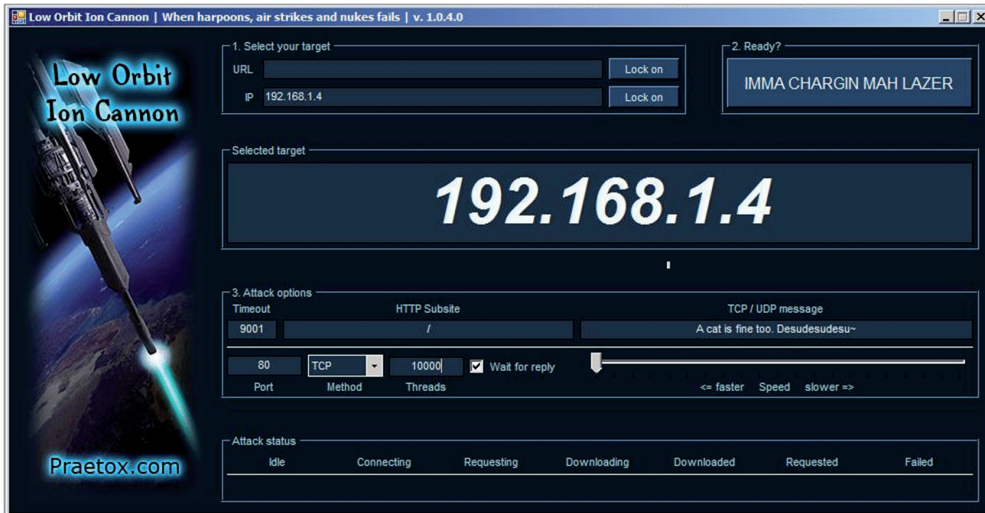 Low Orbit Ion Cannon | When harpoons, air strikes and nukes fails | v. 1.0.4.0
Low Orbit
Ion Cannon
Praetox.com
1. Select your target
URL Lock on
IP 192.168.1.4 Lock on
2. Ready?
IMMA CHARGIN MAH LAZER
Selected target
192.168.1.4
3. Attack options
Timeout HTTP Subsite TCP / UDP message
9001 / A cat is fine too. Desudesudesu~
80 TCP 10000 Wait for reply
Port Method Threads <= faster Speed slower =>
Attack status
Idle Connecting Requesting Downloading Downloaded Requested Failed